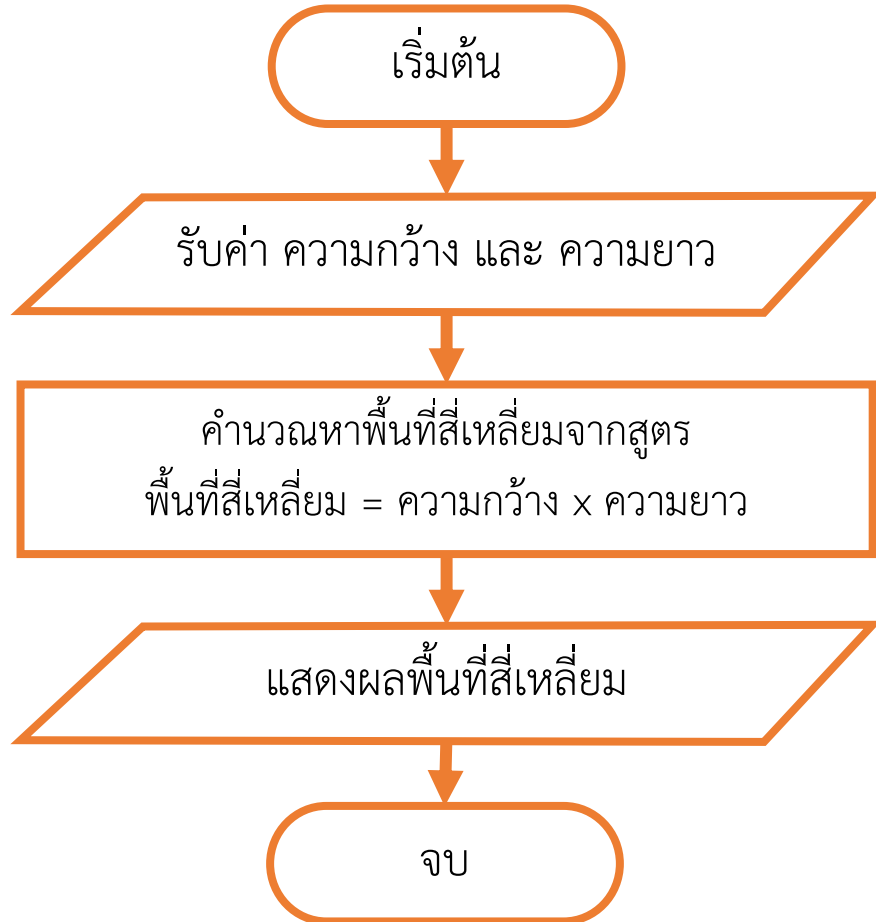 เริ่มต้น
รับค่า ความกว้าง และ ความยาว
คำนวณหาพื้นที่สี่เหลี่ยมจากสูตร
พื้นที่สี่เหลี่ยม = ความกว้าง x ความยาว
แสดงผลพื้นที่สี่เหลี่ยม
จบ